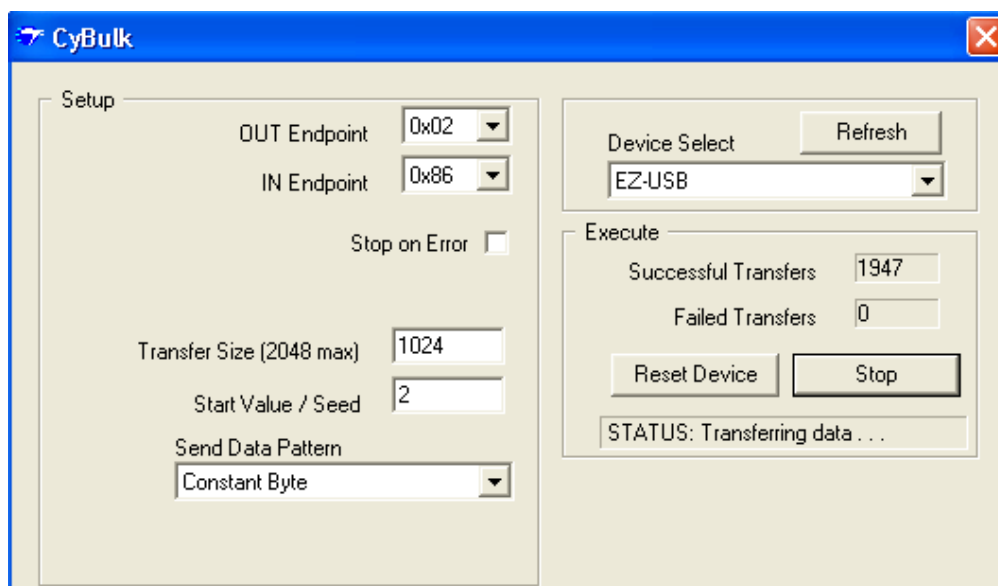 CyBulk
Setup
OUT Endpoint 0x02
IN Endpoint 0x86
Stop on Error
Transfer Size (2048 max) 1024
Start Value / Seed 2
Send Data Pattern
Constant Byte
Device Select Refresh
EZ-USB
Execute
Successful Transfers 1947
Failed Transfers 0
Reset Device Stop
STATUS: Transferring data . . .